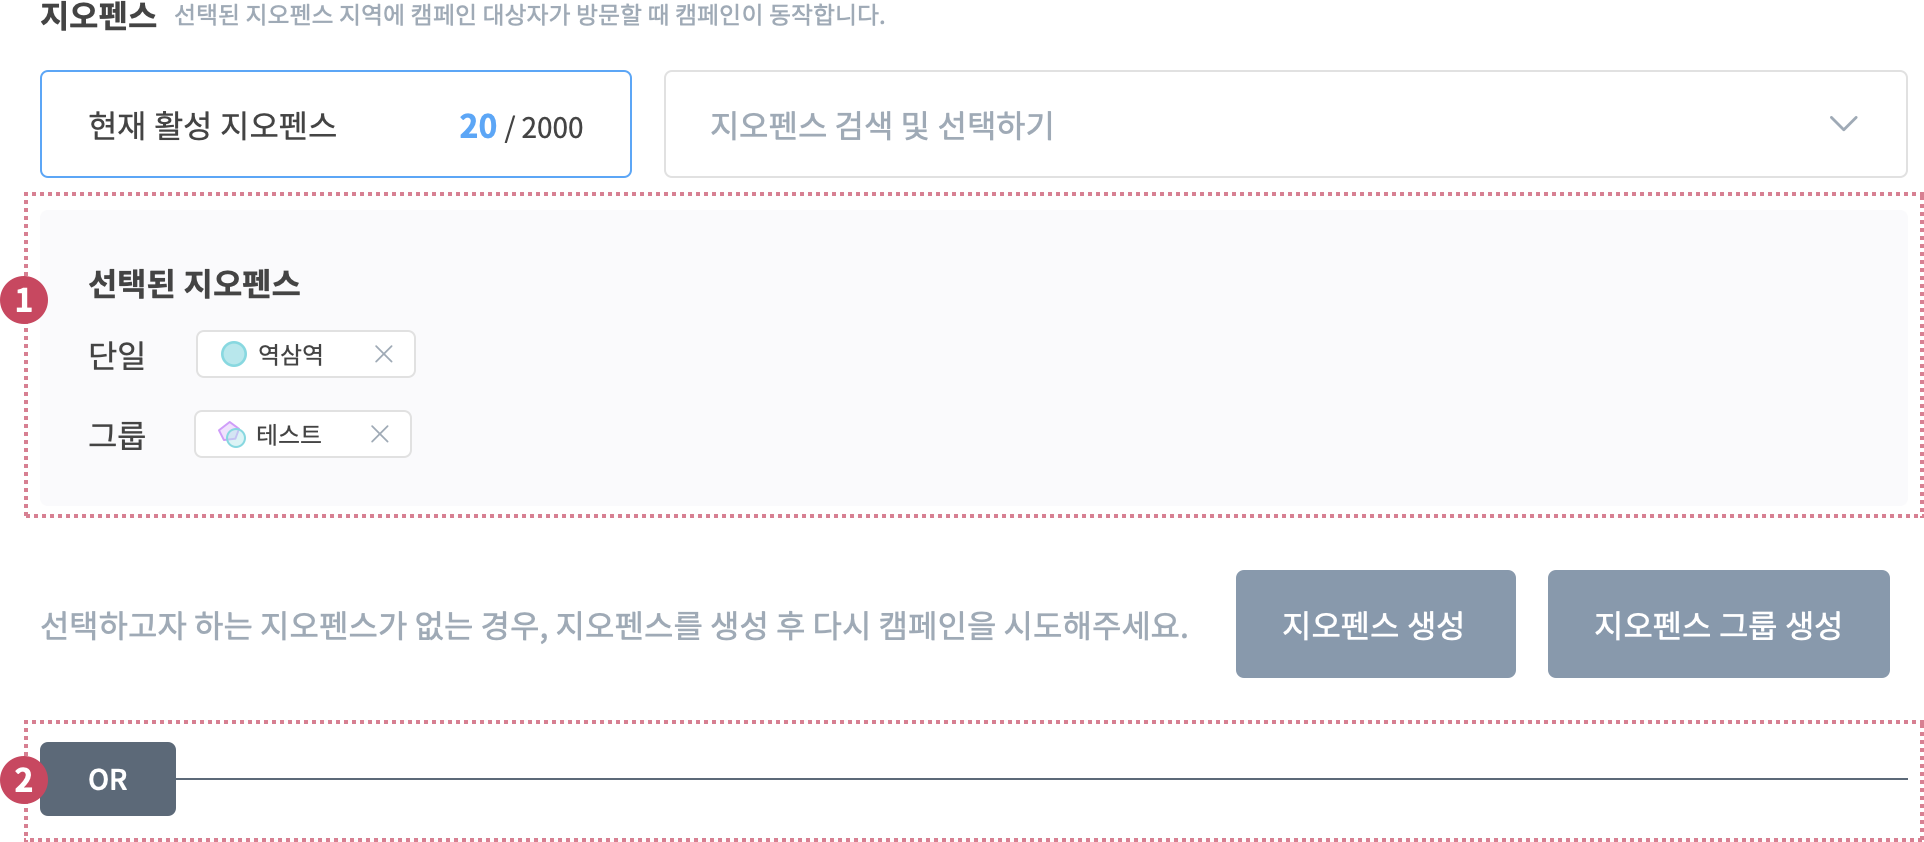 지오펜스 선택된 지오펜스 지역에 캠페인 대상자가 방문할 때 캠페인이 동작합니다.
현재 활성 지오펜스 20 / 2000 지오펜스 검색 및 선택하기
1
선택된 지오펜스
단일 역삼역
그룹 테스트
선택하고자 하는 지오펜스가 없는 경우, 지오펜스를 생성 후 다시 캠페인을 시도해주세요. 지오펜스 생성 지오펜스 그룹 생성
2 OR